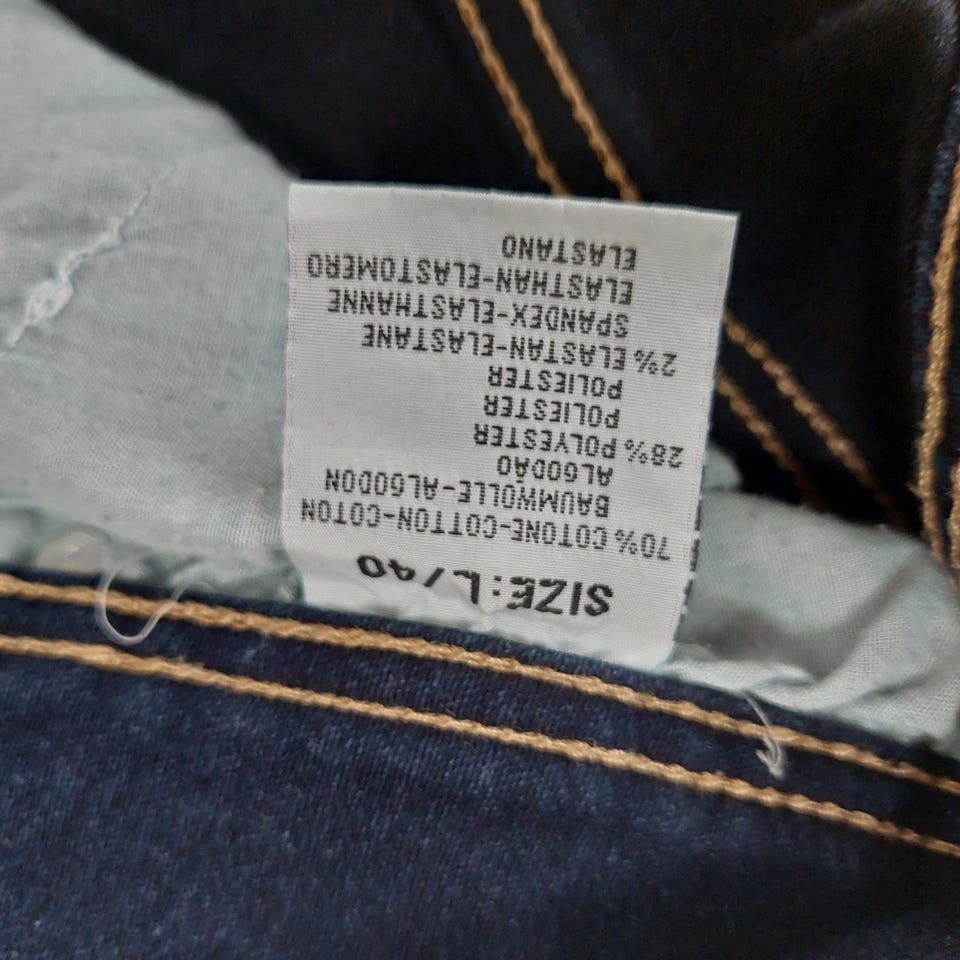 SIZE:L/40
70% COTONE-COTTON-COTON
BAUMWOLLE-ALGODON
ALGODÃO
28% POLYESTER
POLIESTER
POLIESTER
2% ELASTAN-ELASTANE
SPANDEX-ELASTHANNE
ELASTHAN-ELASTOMERO
ELASTANO